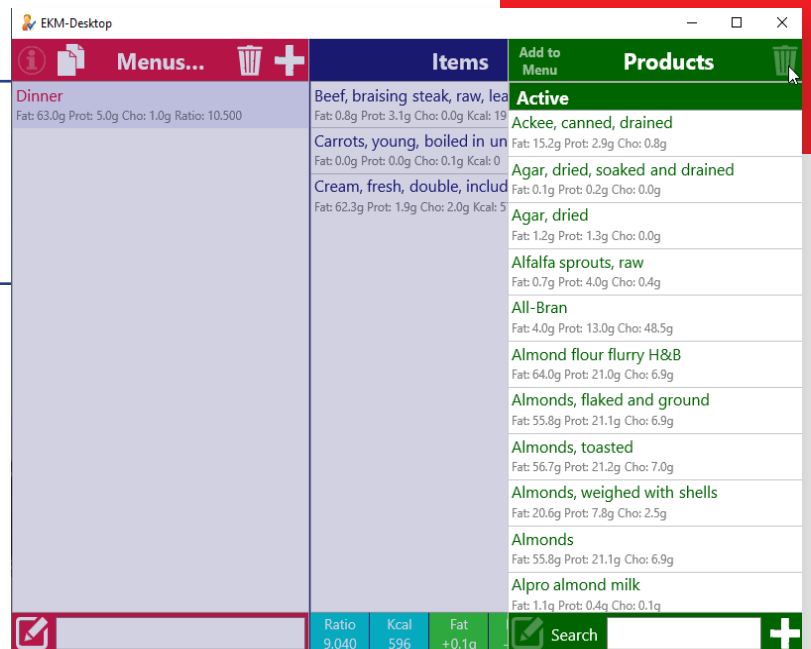 EKM-Desktop
Menus...
Dinner
Fat: 63.0g Prot: 5.0g Cho: 1.0g Ratio: 10.500
Items
Beef, braising steak, raw, lea
Fat: 0.8g Prot: 3.1g Cho: 0.0g Kcal: 19
Carrots, young, boiled in un
Fat: 0.0g Prot: 0.0g Cho: 0.1g Kcal: 0
Cream, fresh, double, includ
Fat: 62.3g Prot: 1.9g Cho: 2.0g Kcal: 5
Ratio Kcal Fat
9.040 596 +0.1g
Add to
Menu
Products
Active
Ackee, canned, drained
Fat: 15.2g Prot: 2.9g Cho: 0.8g
Agar, dried, soaked and drained
Fat: 0.1g Prot: 0.2g Cho: 0.0g
Agar, dried
Fat: 1.2g Prot: 1.3g Cho: 0.0g
Alfalfa sprouts, raw
Fat: 0.7g Prot: 4.0g Cho: 0.4g
All-Bran
Fat: 4.0g Prot: 13.0g Cho: 48.5g
Almond flour flurry H&B
Fat: 64.0g Prot: 21.0g Cho: 6.9g
Almonds, flaked and ground
Fat: 55.8g Prot: 21.1g Cho: 6.9g
Almonds, toasted
Fat: 56.7g Prot: 21.2g Cho: 7.0g
Almonds, weighed with shells
Fat: 20.6g Prot: 7.8g Cho: 2.5g
Almonds
Fat: 55.8g Prot: 21.1g Cho: 6.9g
Alpro almond milk
Fat: 1.1g Prot: 0.4g Cho: 0.1g
Search